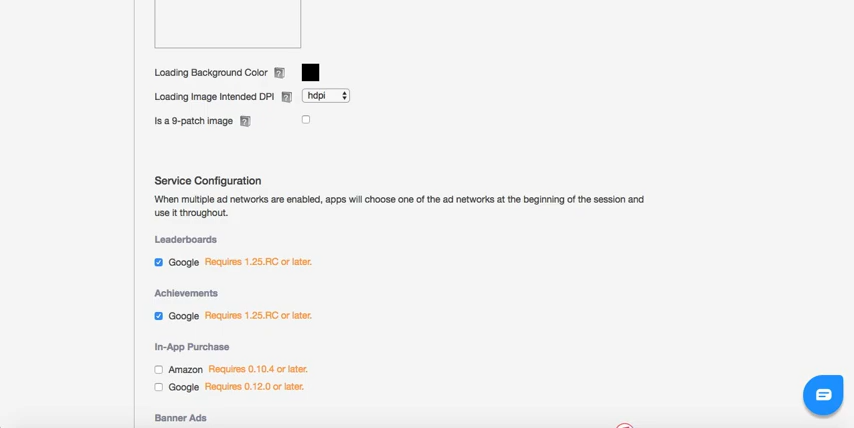 Loading Background Color
Loading Image Intended DPI hdpi
Is a 9-patch image
Service Configuration
When multiple ad networks are enabled, apps will choose one of the ad networks at the beginning of the session and
use it throughout.
Leaderboards
Google Requires 1.25.RC or later.
Achievements
Google Requires 1.25.RC or later.
In-App Purchase
Amazon Requires 0.10.4 or later.
Google Requires 0.12.0 or later.
Banner Ads